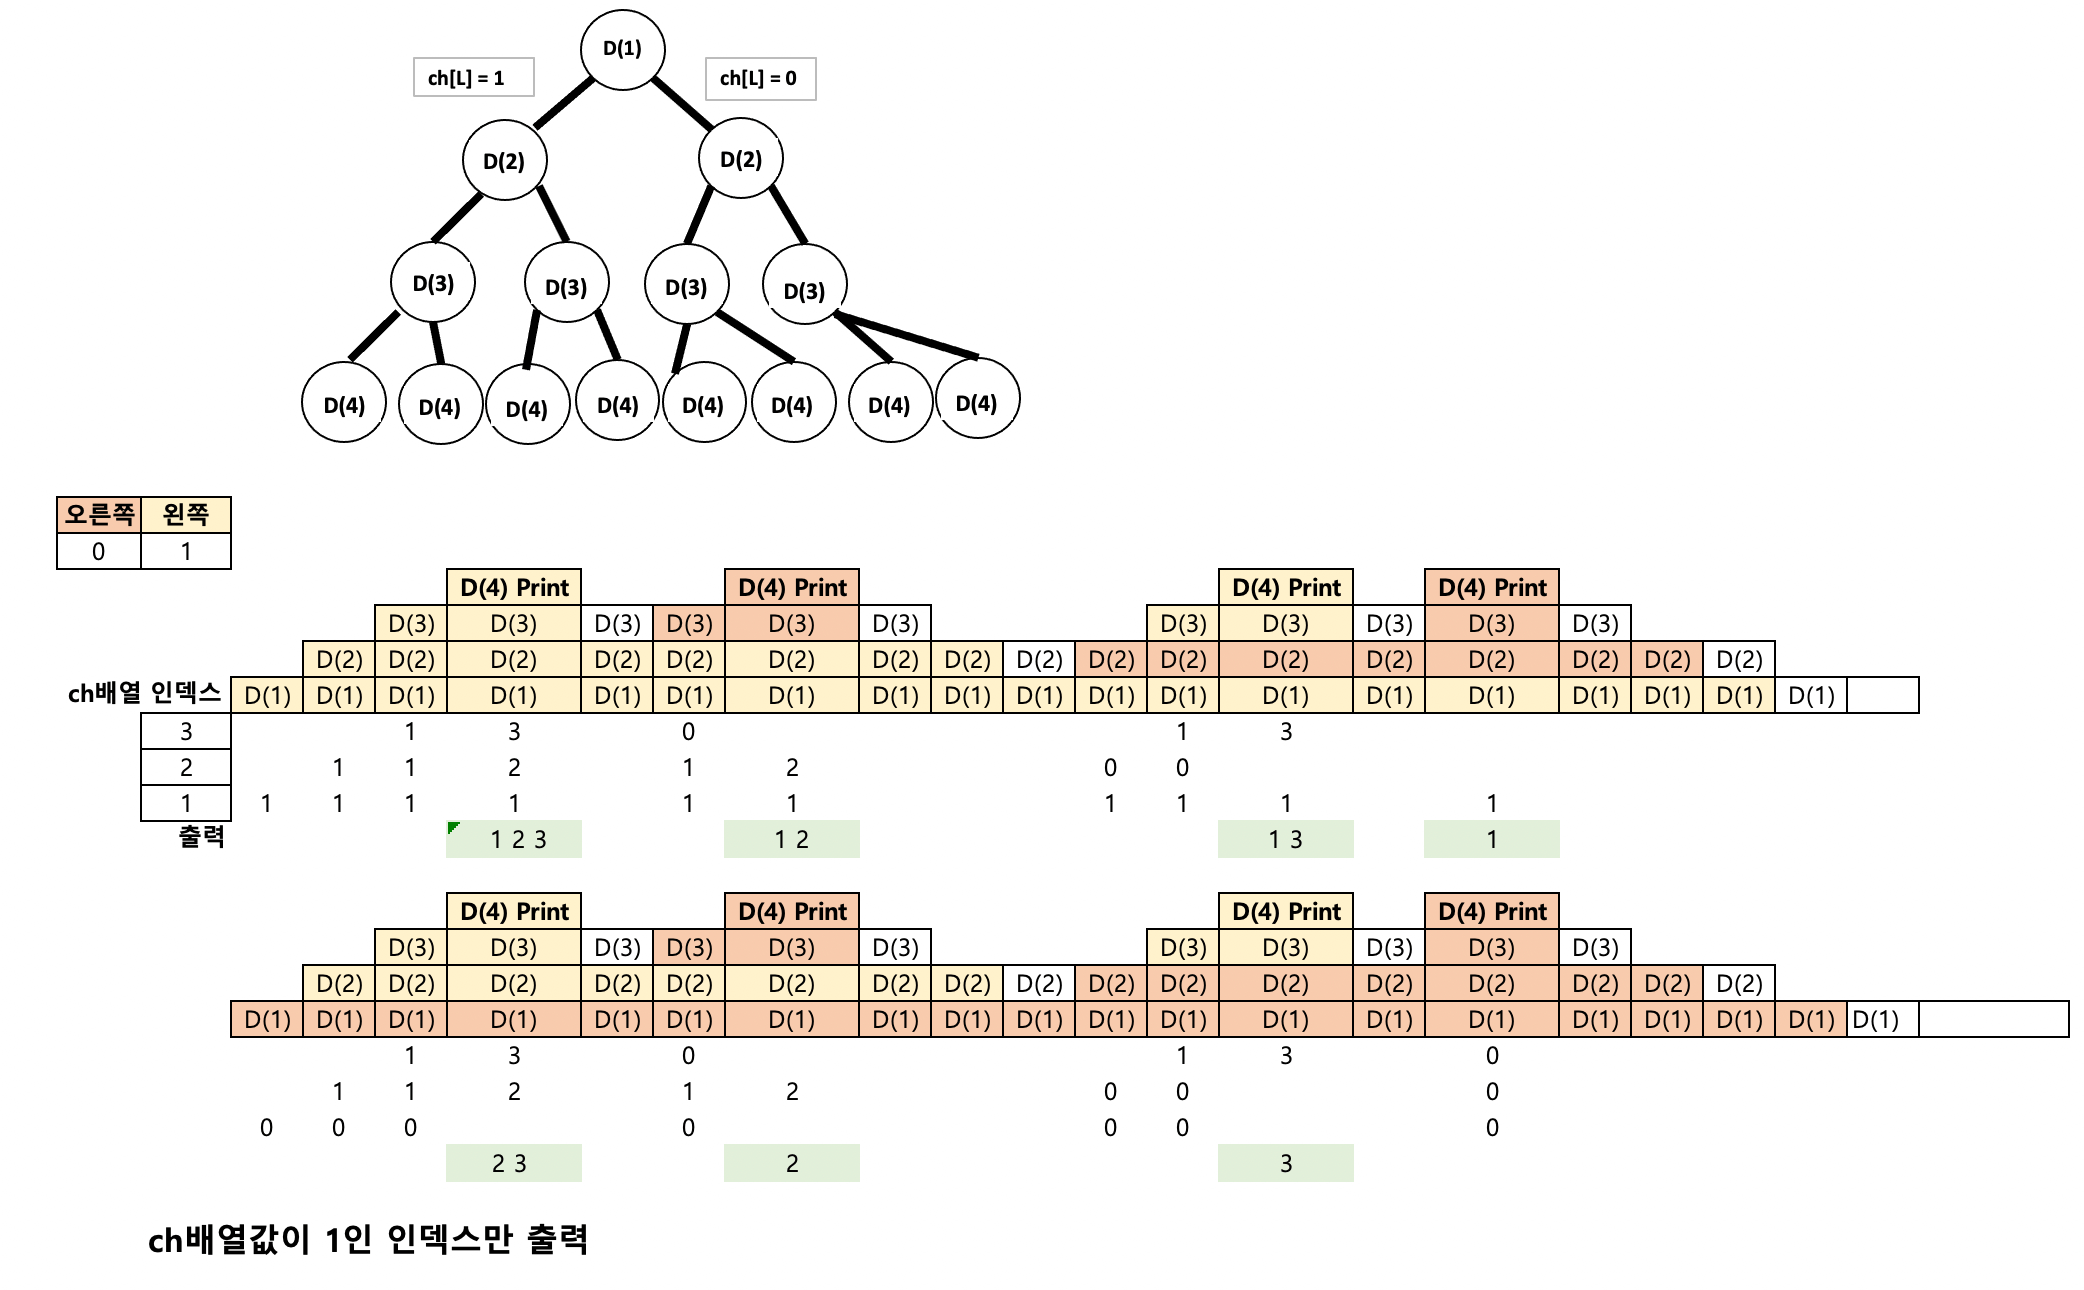 D(1)
ch[L] = 1 ch[L] = 0
D(2) D(2)
D(3) D(3) D(3) D(3)
D(4) D(4) D(4) D(4) D(4) D(4) D(4) D(4)
오른쪽 왼쪽
0 1
D(4) Print D(4) Print D(4) Print D(4) Print
D(3) D(3) D(3) D(3) D(3) D(3) D(3) D(3) D(3) D(3) D(3)
D(2) D(2) D(2) D(2) D(2) D(2) D(2) D(2) D(2) D(2) D(2) D(2) D(2) D(2) D(2) D(2) D(2)
ch배열 인덱스 D(1) D(1) D(1) D(1) D(1) D(1) D(1) D(1) D(1) D(1) D(1) D(1) D(1) D(1) D(1) D(1) D(1) D(1) D(1)
3 1 3 0 1 3
2 1 1 2 1 2 0 0
1 1 1 1 1 1 1 1 1 1 1
출력 1 2 3 1 2 1 3 1
D(4) Print D(4) Print D(4) Print D(4) Print
D(3) D(3) D(3) D(3) D(3) D(3) D(3) D(3) D(3) D(3) D(3)
D(2) D(2) D(2) D(2) D(2) D(2) D(2) D(2) D(2) D(2) D(2) D(2) D(2) D(2) D(2) D(2) D(2)
D(1) D(1) D(1) D(1) D(1) D(1) D(1) D(1) D(1) D(1) D(1) D(1) D(1) D(1) D(1) D(1) D(1) D(1) D(1) D(1)
1 3 0 1 3 0
1 1 2 1 2 0 0 0
0 0 0 0 0 0 0
2 3 2 3
ch배열값이 1인 인덱스만 출력